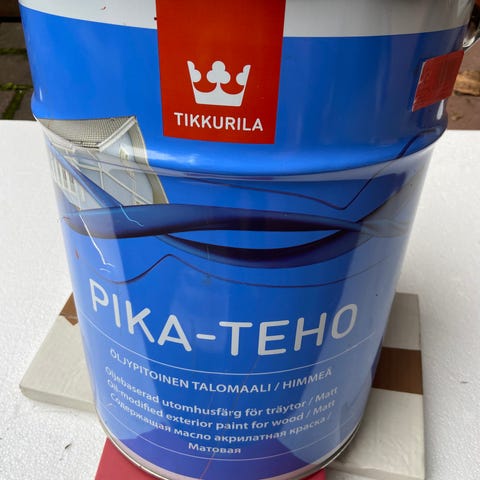 TIKKURILA
PIKA-TEHO
ÖLJYPITOINEN TALOMAALI / HIMMEÄ
Oljebaserad utomhusfärg för träytor / Matt
Oil-modified exterior paint for wood / Matt
Содержащая масло акрилатная краска /
Матовая